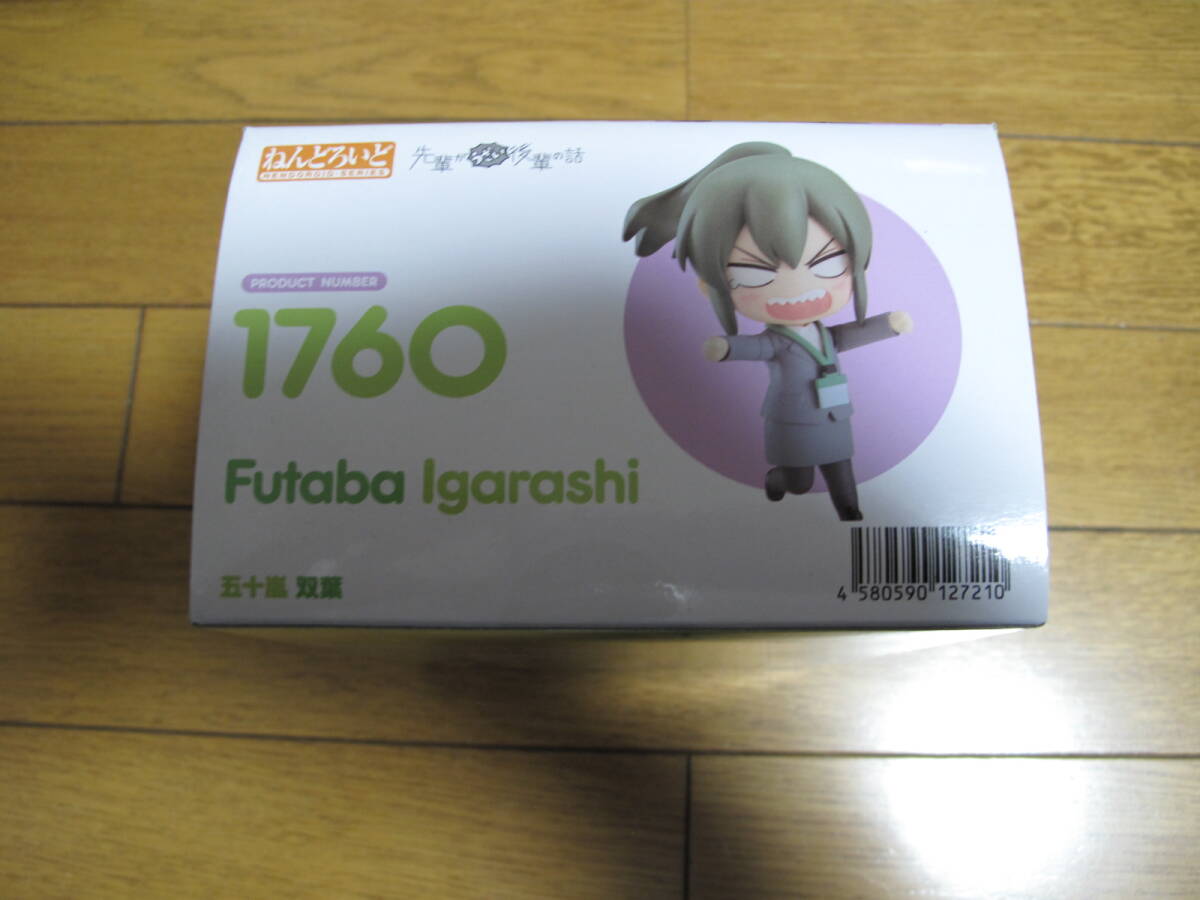 ねんどろいど
NENDOROID SERIES
先輩がうざい後輩の話
PRODUCT NUMBER
1760
Futaba Igarashi
五十嵐 双葉
4 580590 127210